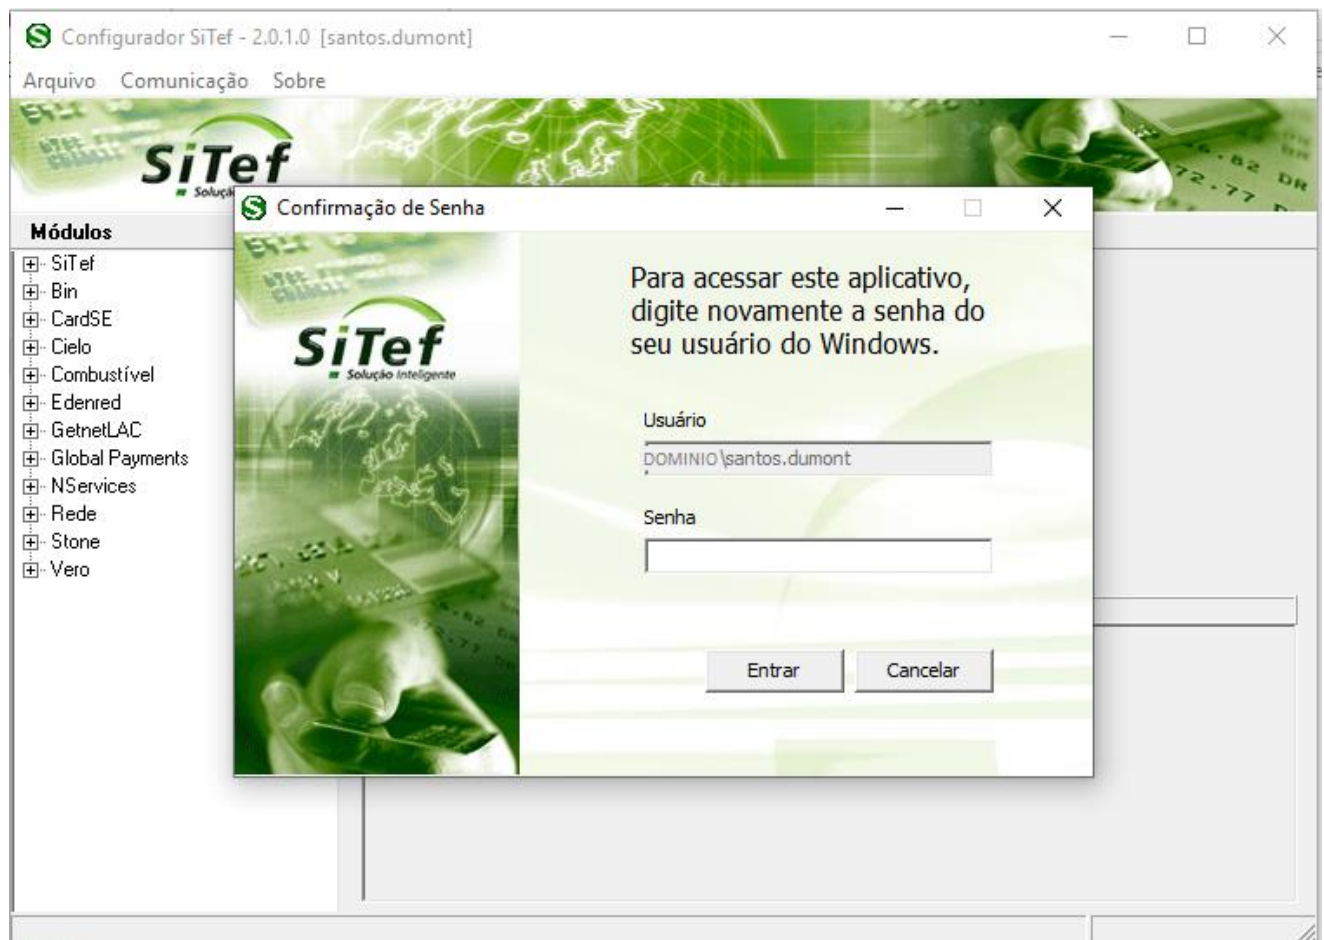 Configurador SiTef - 2.0.1.0 [santos.dumont]
Arquivo Comunicação Sobre
SiTef
Módulos
SiTef
Bin
CardSE
Cielo
Combustível
Edenred
GetnetLAC
Global Payments
NServices
Rede
Stone
Vero
Confirmação de Senha
SiTef
Solução Inteligente
Para acessar este aplicativo,
digite novamente a senha do
seu usuário do Windows.
Usuário
DOMINIO\santos.dumont
Senha
Entrar Cancelar